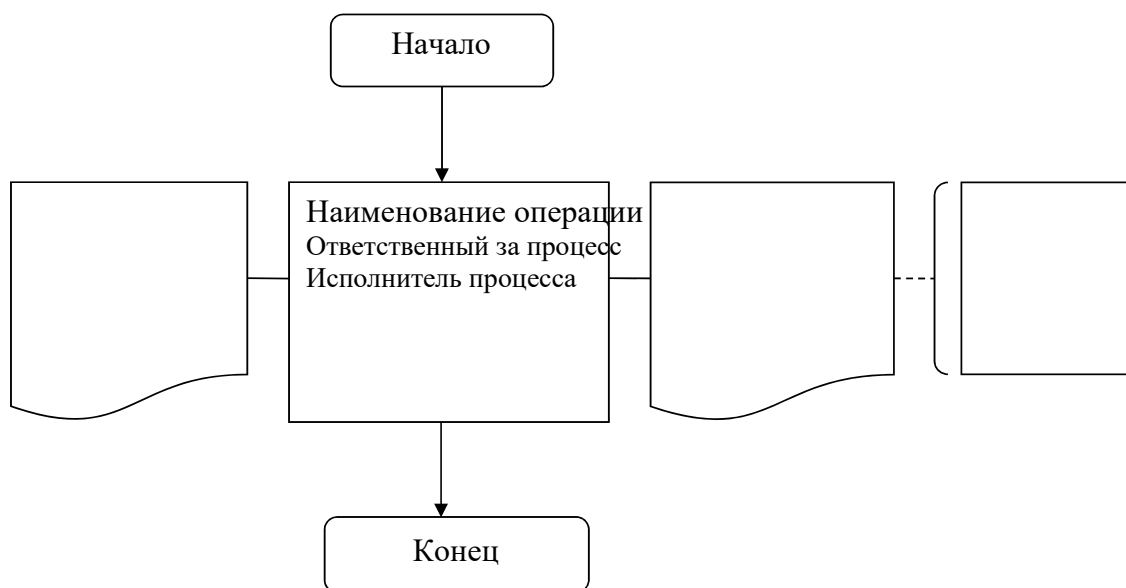 Начало
Наименование операции
Ответственный за процесс
Исполнитель процесса
Конец